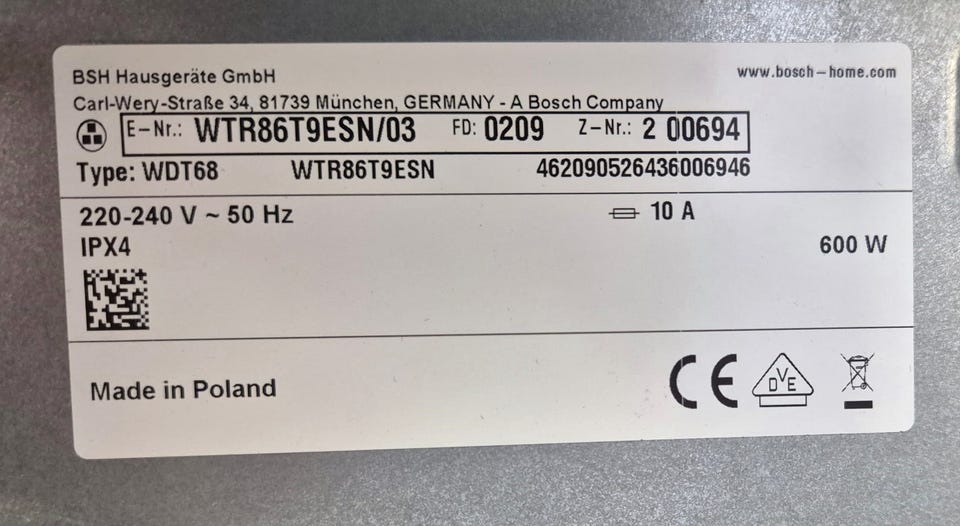 BSH Hausgeräte GmbH www.bosch-home.com
Carl-Wery-Straße 34, 81739 München, GERMANY - A Bosch Company
E-Nr.: WTR86T9ESN/03 FD: 0209 Z-Nr.: 2 00694
Type: WDT68 WTR86T9ESN 462090526436006946
220-240 V ~ 50 Hz 10 A
IPX4 600 W
Made in Poland CE DVE